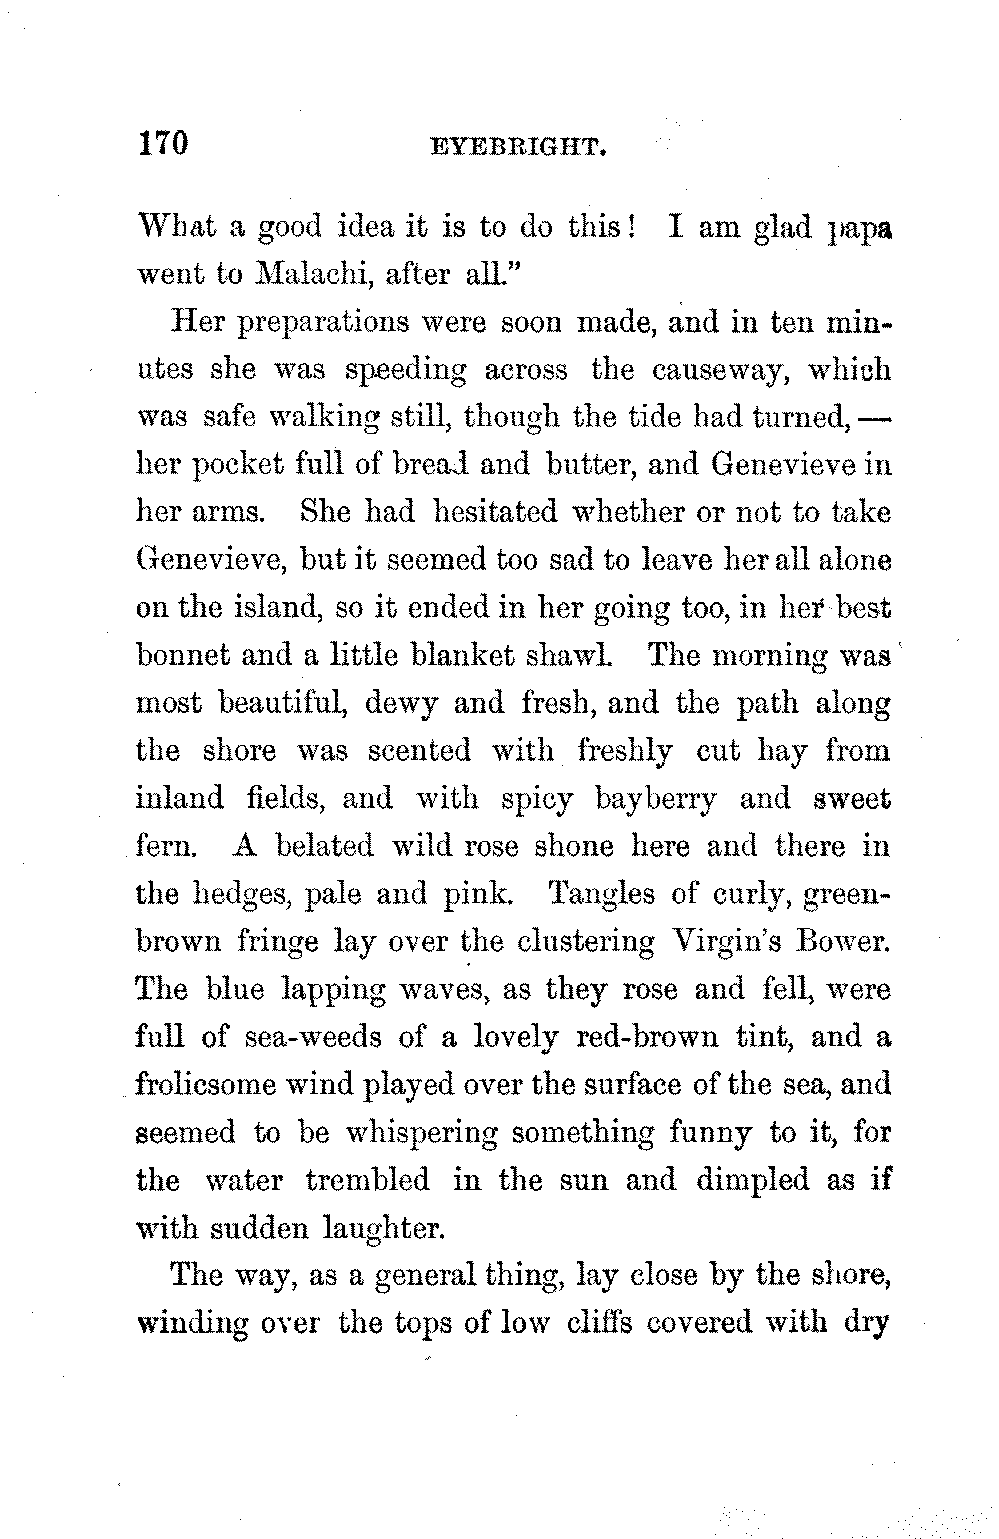 170 EYEBRIGHT.
What a good idea it is to do this! I am glad papa
went to Malachi, after all.”
Her preparations were soon made, and in ten min-
utes she was speeding across the causeway, which
was safe walking still, though the tide had turned, —
her pocket full of bread and butter, and Genevieve in
her arms. She had hesitated whether or not to take
Genevieve, but it seemed too sad to leave her all alone
on the island, so it ended in her going too, in her best
bonnet and a little blanket shawl. The morning was
most beautiful, dewy and fresh, and the path along
the shore was scented with freshly cut hay from
inland fields, and with spicy bayberry and sweet
fern. A belated wild rose shone here and there in
the hedges, pale and pink. Tangles of curly, green-
brown fringe lay over the clustering Virgin’s Bower.
The blue lapping waves, as they rose and fell, were
full of sea-weeds of a lovely red-brown tint, and a
frolicsome wind played over the surface of the sea, and
seemed to be whispering something funny to it, for
the water trembled in the sun and dimpled as if
with sudden laughter.
The way, as a general thing, lay close by the shore,
winding over the tops of low cliffs covered with dry